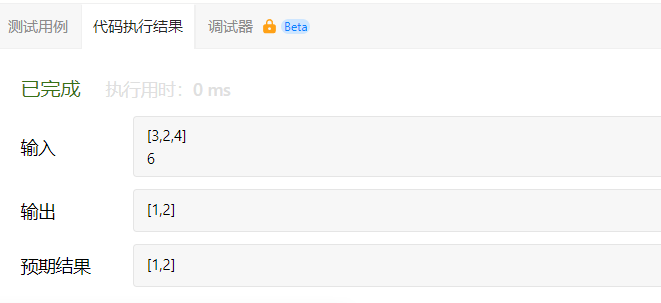 测试用例 代码执行结果 调试器 Beta
已完成 执行用时：0 ms
输入 [3,2,4]
6
输出 [1,2]
预期结果 [1,2]